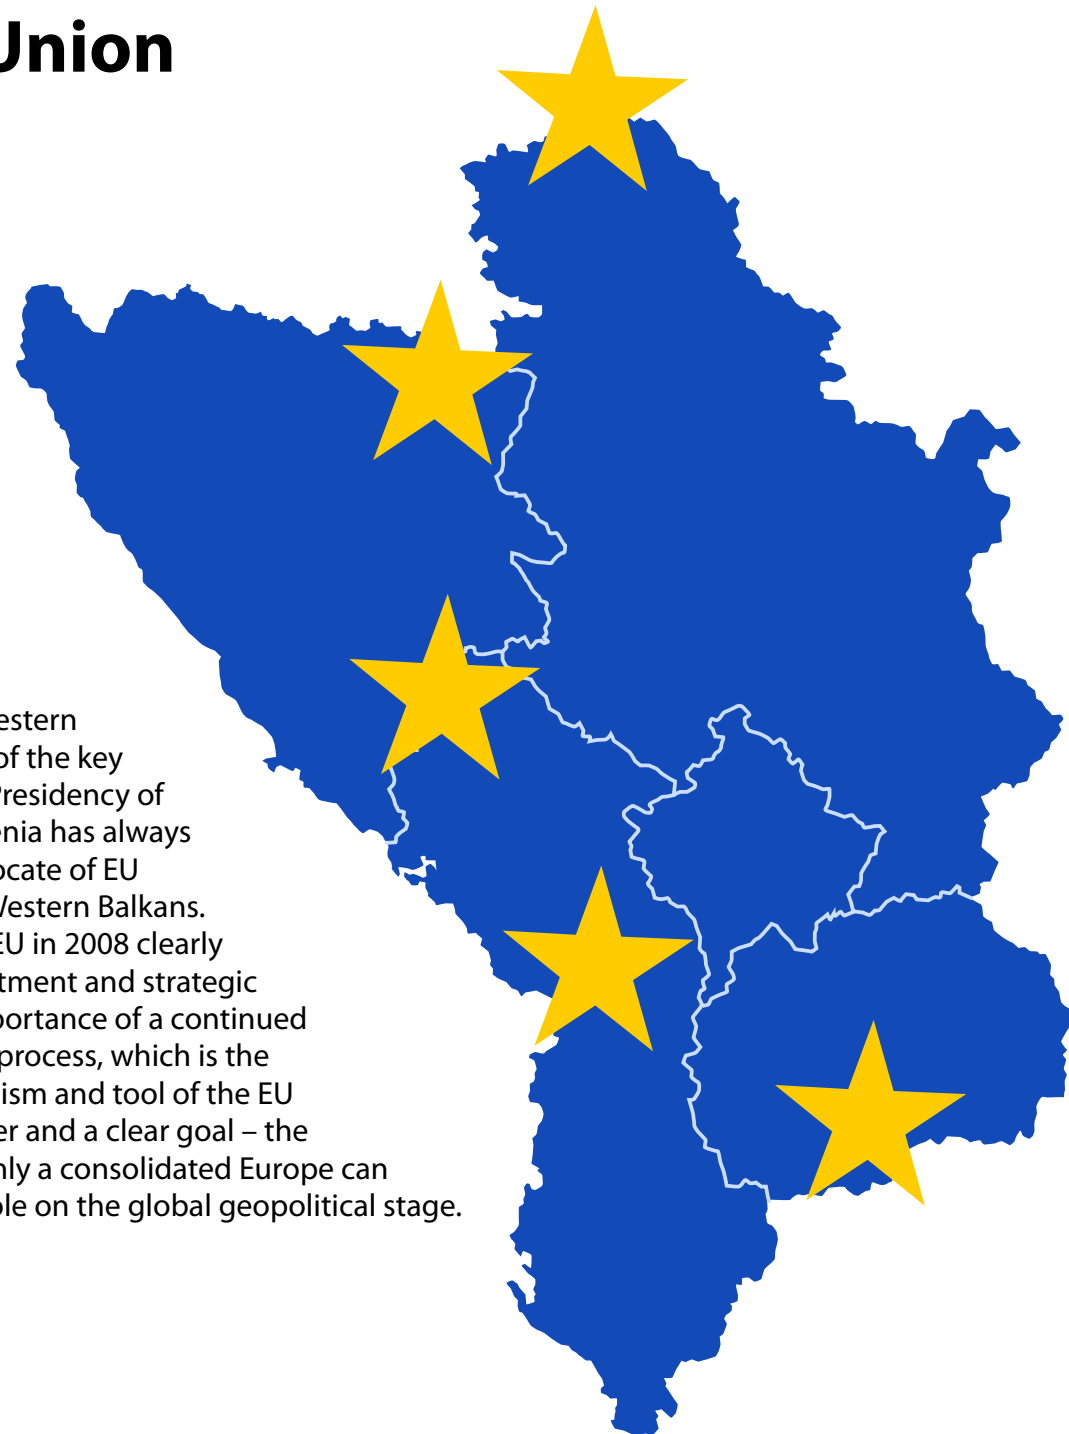 Union
estern
of the key
Presidency of
enia has always
ocate of EU
Western Balkans.
EU in 2008 clearly
tment and strategic
portance of a continued
process, which is the
ism and tool of the EU
er and a clear goal – the
nly a consolidated Europe can
ole on the global geopolitical stage.